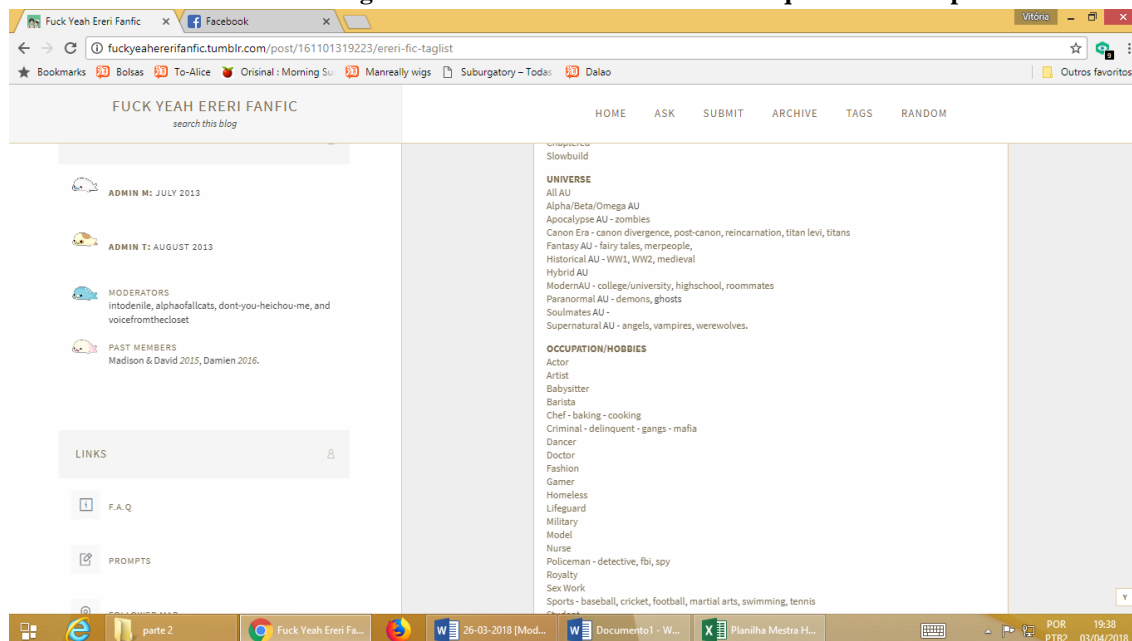 Fuck Yeah Ereri Fanfic
Facebook
Vitória
fuckyeahererifanfic.tumblr.com/post/161101319223/ereri-fic-taglist
Bookmarks Bolsas To-Alice Orisinal : Morning Su Manreally wigs Suburgatory – Todas Dalao Outros favoritos
FUCK YEAH ERERI FANFIC
search this blog
HOME ASK SUBMIT ARCHIVE TAGS RANDOM
ADMIN M: JULY 2013
ADMIN T: AUGUST 2013
MODERATORS
intodenile, alphaofallcats, dont-you-heichou-me, and
voicefromthecloset
PAST MEMBERS
Madison & David 2015, Damien 2016.
LINKS
F.A.Q
PROMPTS
FOLLOWER MAP
Chaptered
Slowbuild
UNIVERSE
All AU
Alpha/Beta/Omega AU
Apocalypse AU - zombies
Canon Era - canon divergence, post-canon, reincarnation, titan levi, titans
Fantasy AU - fairy tales, merpeople,
Historical AU - WW1, WW2, medieval
Hybrid AU
ModernAU - college/university, highschool, roommates
Paranormal AU - demons, ghosts
Soulmates AU -
Supernatural AU - angels, vampires, werewolves.
OCCUPATION/HOBBIES
Actor
Artist
Babysitter
Barista
Chef - baking - cooking
Criminal - delinquent - gangs - mafia
Dancer
Doctor
Fashion
Gamer
Homeless
Lifeguard
Military
Model
Nurse
Policeman - detective, fbi, spy
Royalty
Sex Work
Sports - baseball, cricket, football, martial arts, swimming, tennis
Student
parte 2
Fuck Yeah Ereri Fa...
26-03-2018 [Mod...
Documento1 - W...
Planilha Mestra H...
POR
PTB2
19:38
03/04/2018